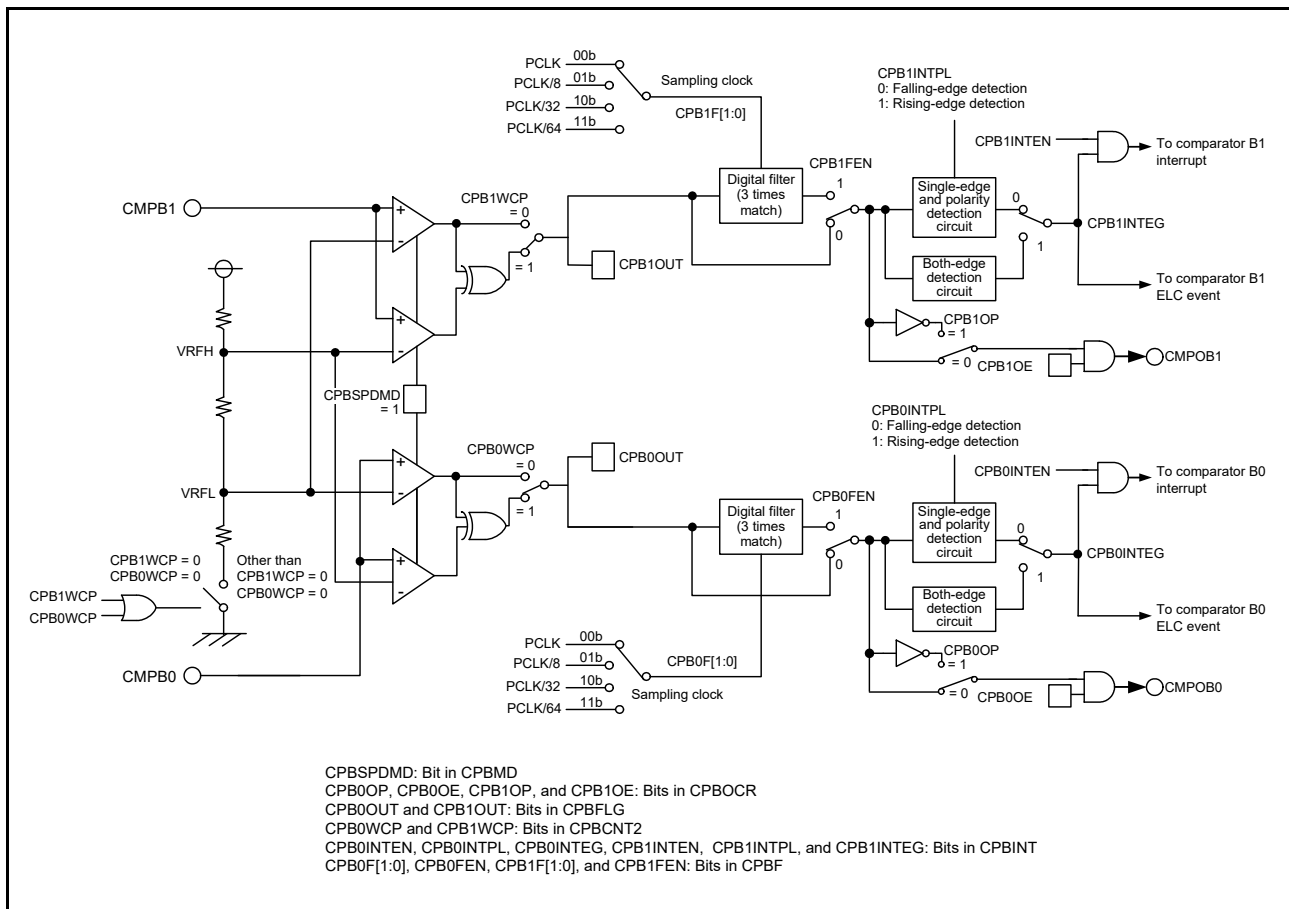 PCLK
00b
PCLK/8
01b
PCLK/32
10b
PCLK/64
11b
Sampling clock
CPB1F[1:0]
CPB1INTPL
0: Falling-edge detection
1: Rising-edge detection
CPB1INTEN
To comparator B1
interrupt
CPB1FEN
1
0
Digital filter
(3 times
match)
Single-edge
and polarity
detection
circuit
0
1
CPB1INTEG
Both-edge
detection
circuit
To comparator B1
ELC event
CMPB1
+
-
CPB1WCP
= 0
= 1
CPB1OUT
+
-
VRFH
CPB1OP
= 1
= 0
CPB1OE
CMPOB1
CPBSPDMD
= 1
CPB0INTPL
0: Falling-edge detection
1: Rising-edge detection
+
-
CPB0WCP
= 0
= 1
CPB0OUT
CPB0INTEN
To comparator B0
interrupt
VRFL
CPB0FEN
1
0
Digital filter
(3 times
match)
Single-edge
and polarity
detection
circuit
0
1
CPB0INTEG
+
-
CPB1WCP = 0
CPB0WCP = 0
Other than
CPB1WCP = 0
CPB0WCP = 0
CPB1WCP
CPB0WCP
Both-edge
detection
circuit
To comparator B0
ELC event
CMPB0
PCLK
00b
PCLK/8
01b
PCLK/32
10b
PCLK/64
11b
CPB0F[1:0]
Sampling clock
CPB0OP
= 1
= 0
CPB0OE
CMPOB0
CPBSPDMD: Bit in CPBMD
CPB0OP, CPB0OE, CPB1OP, and CPB1OE: Bits in CPBOCR
CPB0OUT and CPB1OUT: Bits in CPBFLG
CPB0WCP and CPB1WCP: Bits in CPBCNT2
CPB0INTEN, CPB0INTPL, CPB0INTEG, CPB1INTEN, CPB1INTPL, and CPB1INTEG: Bits in CPBINT
CPB0F[1:0], CPB0FEN, CPB1F[1:0], and CPB1FEN: Bits in CPBF